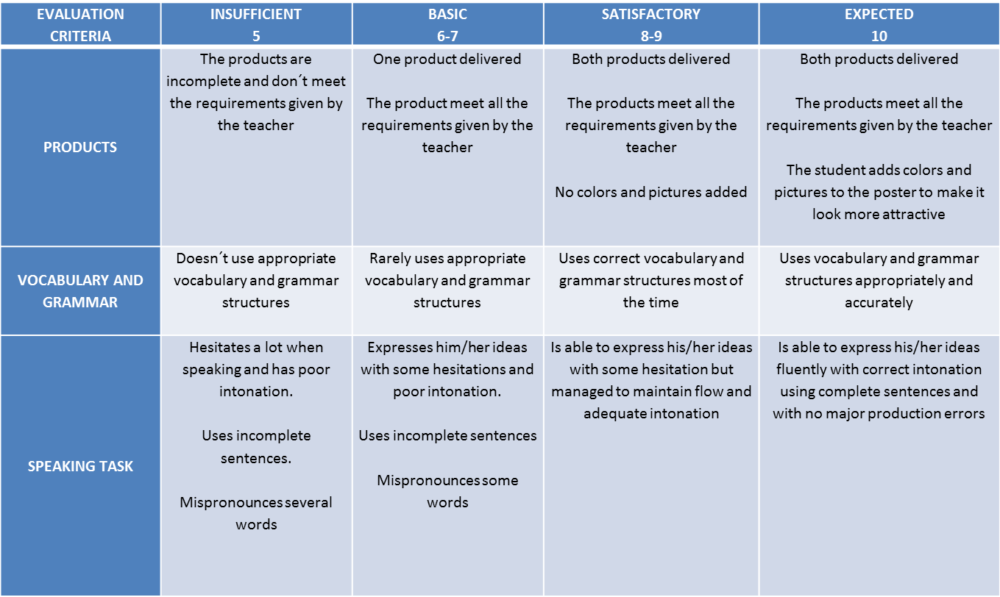 EVALUATION
CRITERIA
INSUFFICIENT
5
BASIC
6-7
SATISFACTORY
8-9
EXPECTED
10
PRODUCTS
The products are
incomplete and don´t meet
the requirements given by
the teacher
One product delivered
The product meet all the
requirements given by the
teacher
Both products delivered
The products meet all the
requirements given by the
teacher
No colors and pictures added
Both products delivered
The products meet all the
requirements given by the teacher
The student adds colors and
pictures to the poster to make it
look more attractive
VOCABULARY AND
GRAMMAR
Doesn´t use appropriate
vocabulary and grammar
structures
Rarely uses appropriate
vocabulary and grammar
structures
Uses correct vocabulary and
grammar structures most of
the time
Uses vocabulary and grammar
structures appropriately and
accurately
SPEAKING TASK
Hesitates a lot when
speaking and has poor
intonation.
Uses incomplete
sentences.
Mispronounces several
words
Expresses him/her ideas
with some hesitations and
poor intonation.
Uses incomplete sentences
Mispronounces some
words
Is able to express his/her ideas
with some hesitation but
managed to maintain flow and
adequate intonation
Is able to express his/her ideas
fluently with correct intonation
using complete sentences and
with no major production errors